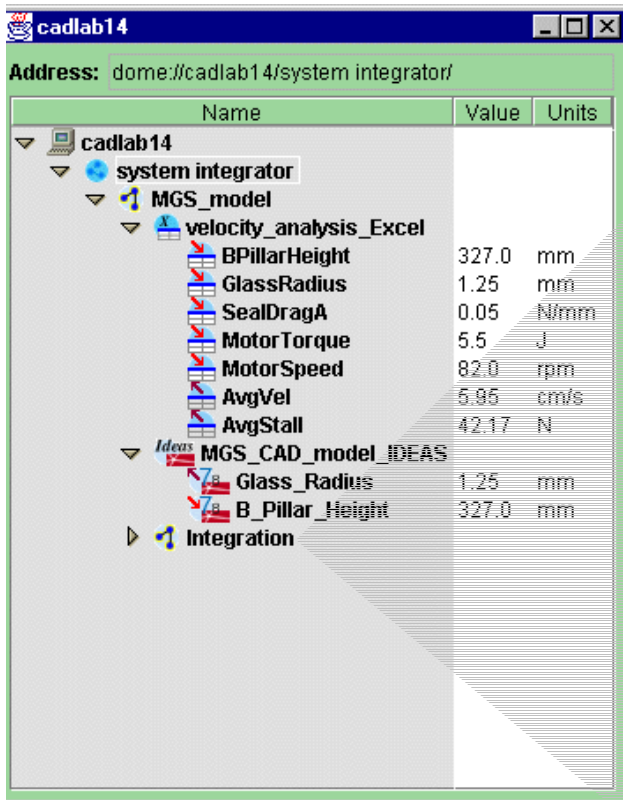 cadlab14
Address: dome://cadlab14/system integrator/
Name Value Units
cadlab14
system integrator
MGS_model
X velocity_analysis_Excel
BPillarHeight 327.0 mm
GlassRadius 1.25 mm
SealDragA 0.05 N/mm
MotorTorque 5.5 J
MotorSpeed 82.0 rpm
AvgVel 5.95 cm/s
AvgStall 42.17 N
Ideas MGS_CAD_model_IDEAS
Glass_Radius 1.25 mm
B_Pillar_Height 327.0 mm
Integration